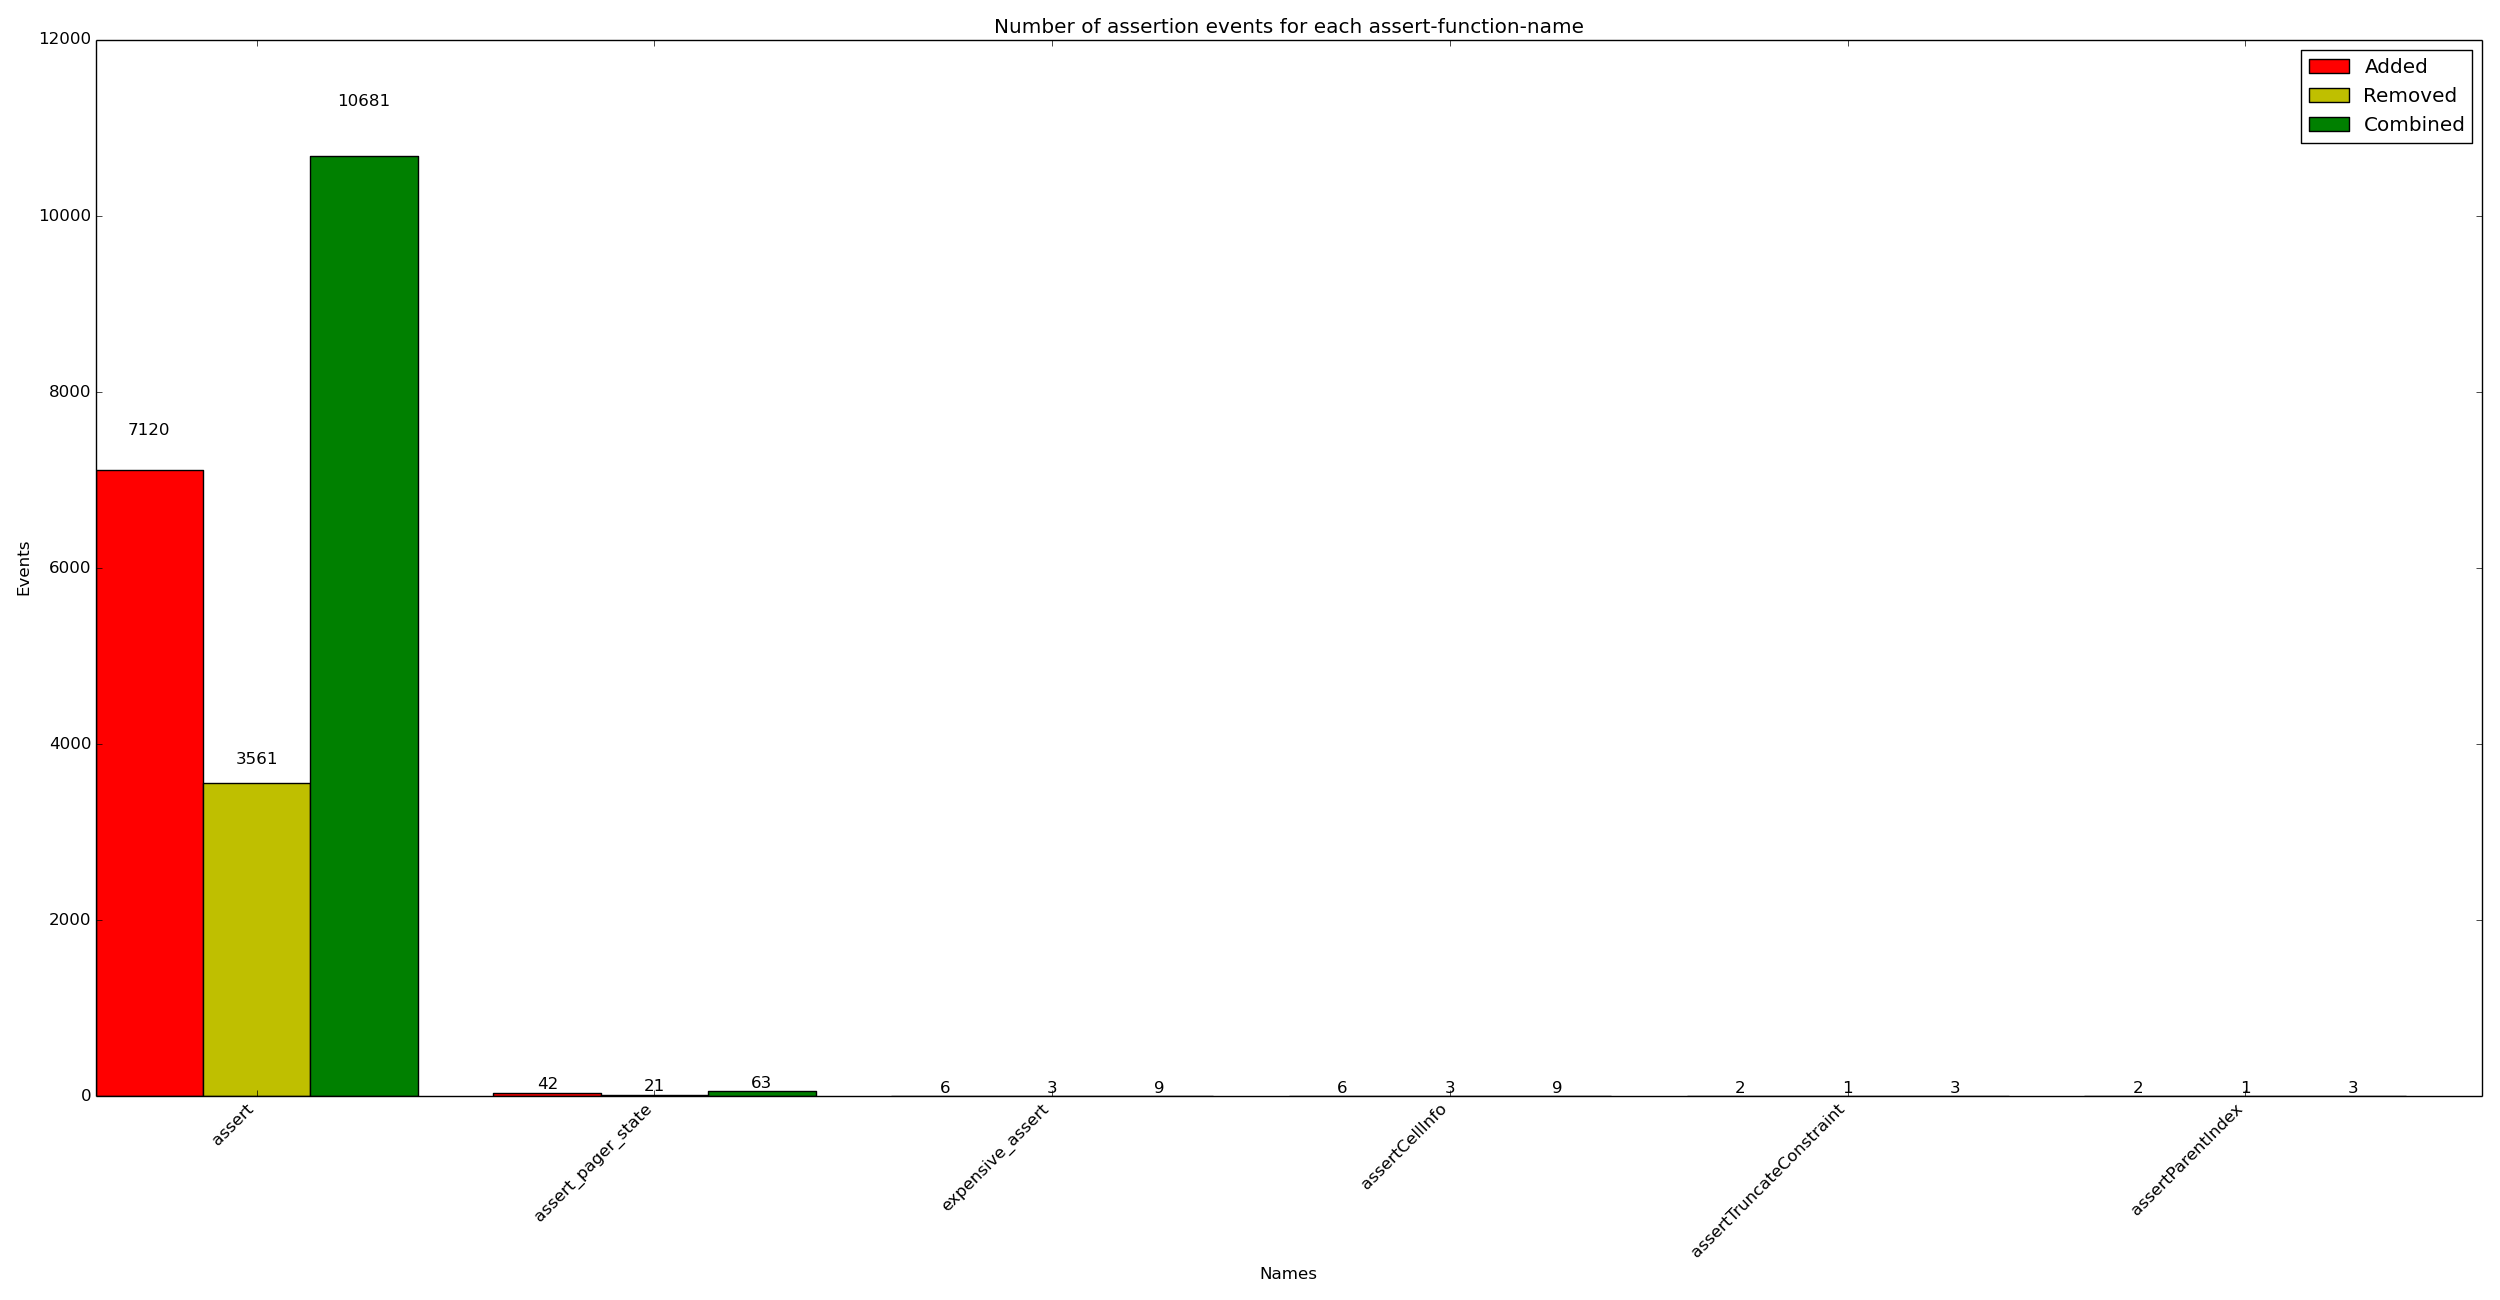 Number of assertion events for each assert-function-name
12000
10000
8000
6000
4000
2000
0
Events
Added
Removed
Combined
7120
3561
10681
42
21
63
6
3
9
6
3
9
2
1
3
2
1
3
assert
assert_pager_state
expensive_assert
assertCellInfo
assertTruncateConstraint
assertParentIndex
Names